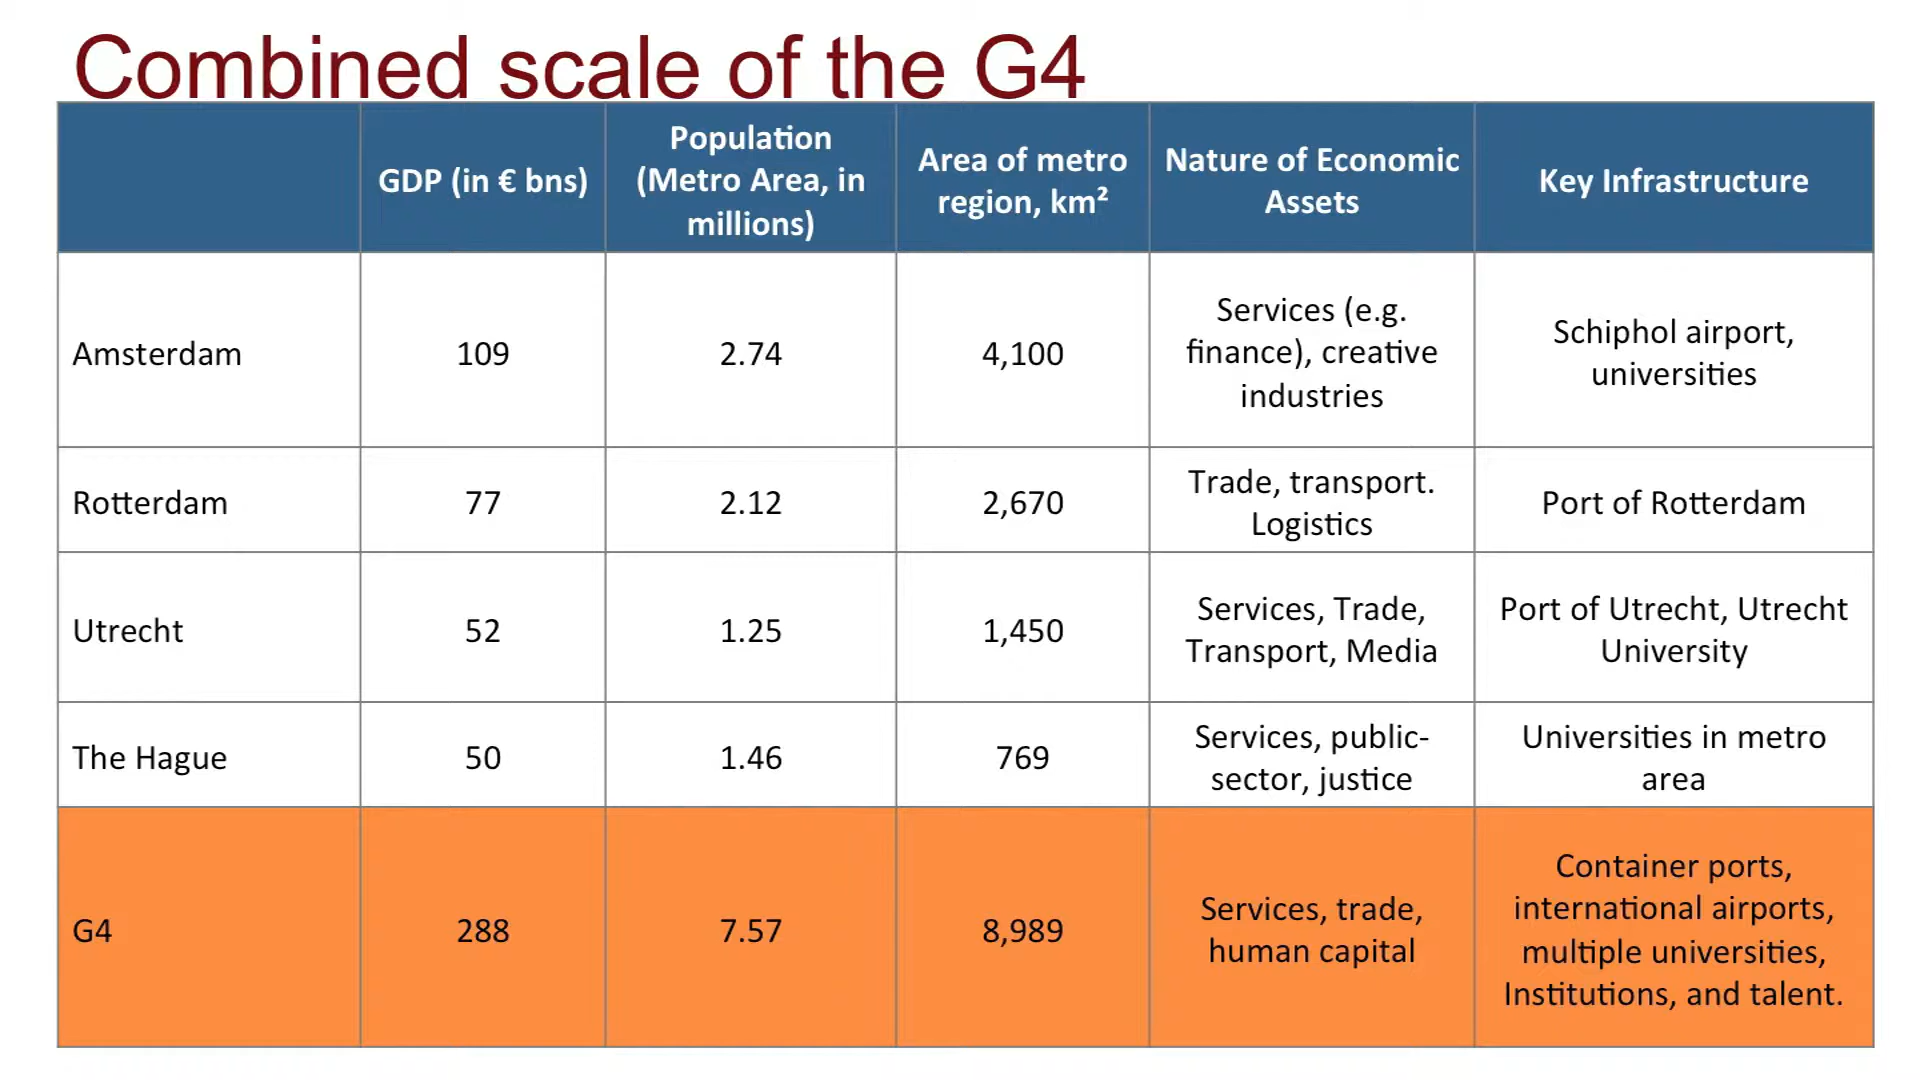 Combined scale of the G4
GDP (in € bns)
Population
(Metro Area, in
millions)
Area of metro
region, km²
Nature of Economic
Assets
Key Infrastructure
Amsterdam
109
2.74
4,100
Services (e.g.
finance), creative
industries
Schiphol airport,
universities
Rotterdam
77
2.12
2,670
Trade, transport.
Logistics
Port of Rotterdam
Utrecht
52
1.25
1,450
Services, Trade,
Transport, Media
Port of Utrecht, Utrecht
University
The Hague
50
1.46
769
Services, public-
sector, justice
Universities in metro
area
G4
288
7.57
8,989
Services, trade,
human capital
Container ports,
international airports,
multiple universities,
Institutions, and talent.